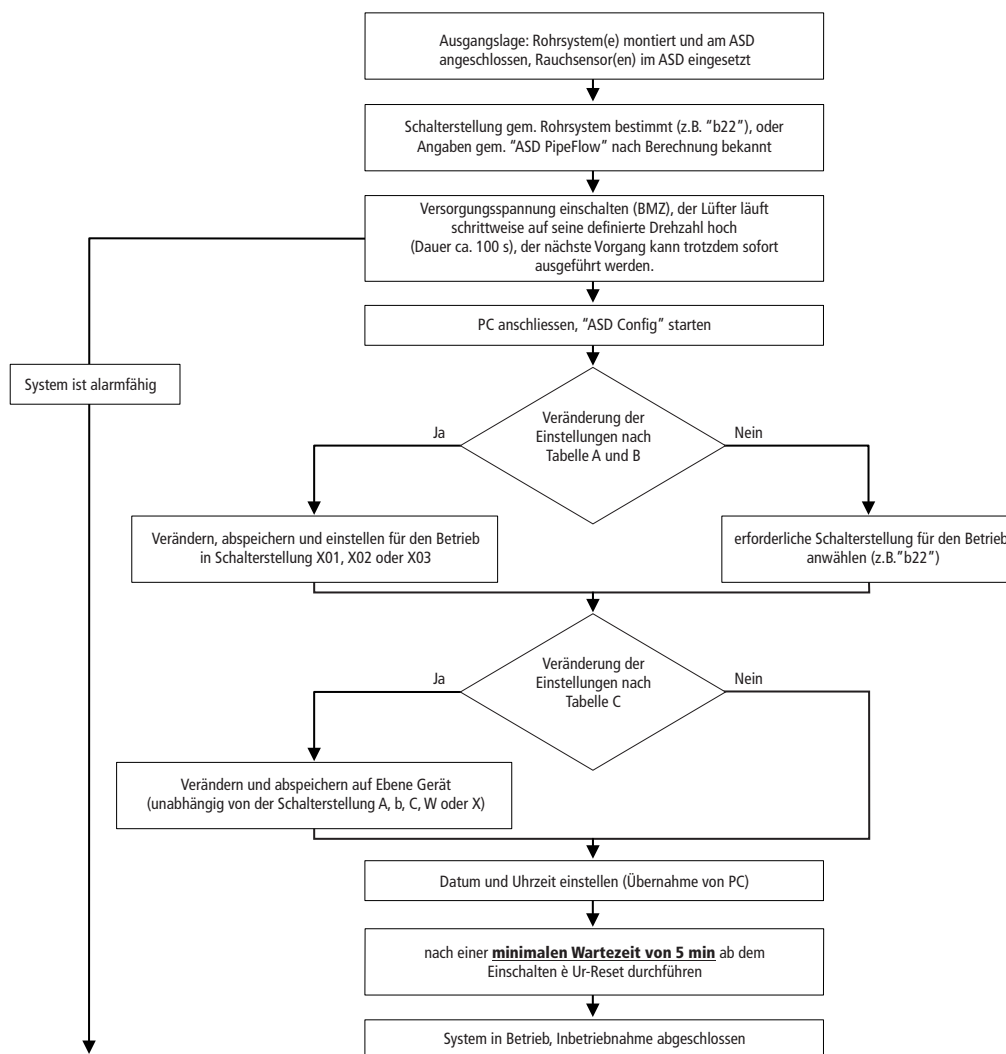 Ausgangslage: Rohrsystem(e) montiert und am ASD
angeschlossen, Rauchsensor(en) im ASD eingesetzt
Schalterstellung gem. Rohrsystem bestimmt (z.B. "b22"), oder
Angaben gem. "ASD PipeFlow" nach Berechnung bekannt
Versorgungsspannung einschalten (BMZ), der Lüfter läuft
schrittweise auf seine definierte Drehzahl hoch
(Dauer ca. 100 s), der nächste Vorgang kann trotzdem sofort
ausgeführt werden.
PC anschliessen, "ASD Config" starten
System ist alarmfähig
Veränderung der
Einstellungen nach
Tabelle A und B
Ja
Nein
Verändern, abspeichern und einstellen für den Betrieb
in Schalterstellung X01, X02 oder X03
erforderliche Schalterstellung für den Betrieb
anwählen (z.B."b22")
Veränderung der
Einstellungen nach
Tabelle C
Ja
Nein
Verändern und abspeichern auf Ebene Gerät
(unabhängig von der Schalterstellung A, b, C, W oder X)
Datum und Uhrzeit einstellen (Übernahme von PC)
nach einer minimalen Wartezeit von 5 min ab dem
Einschalten è Ur-Reset durchführen
System in Betrieb, Inbetriebnahme abgeschlossen